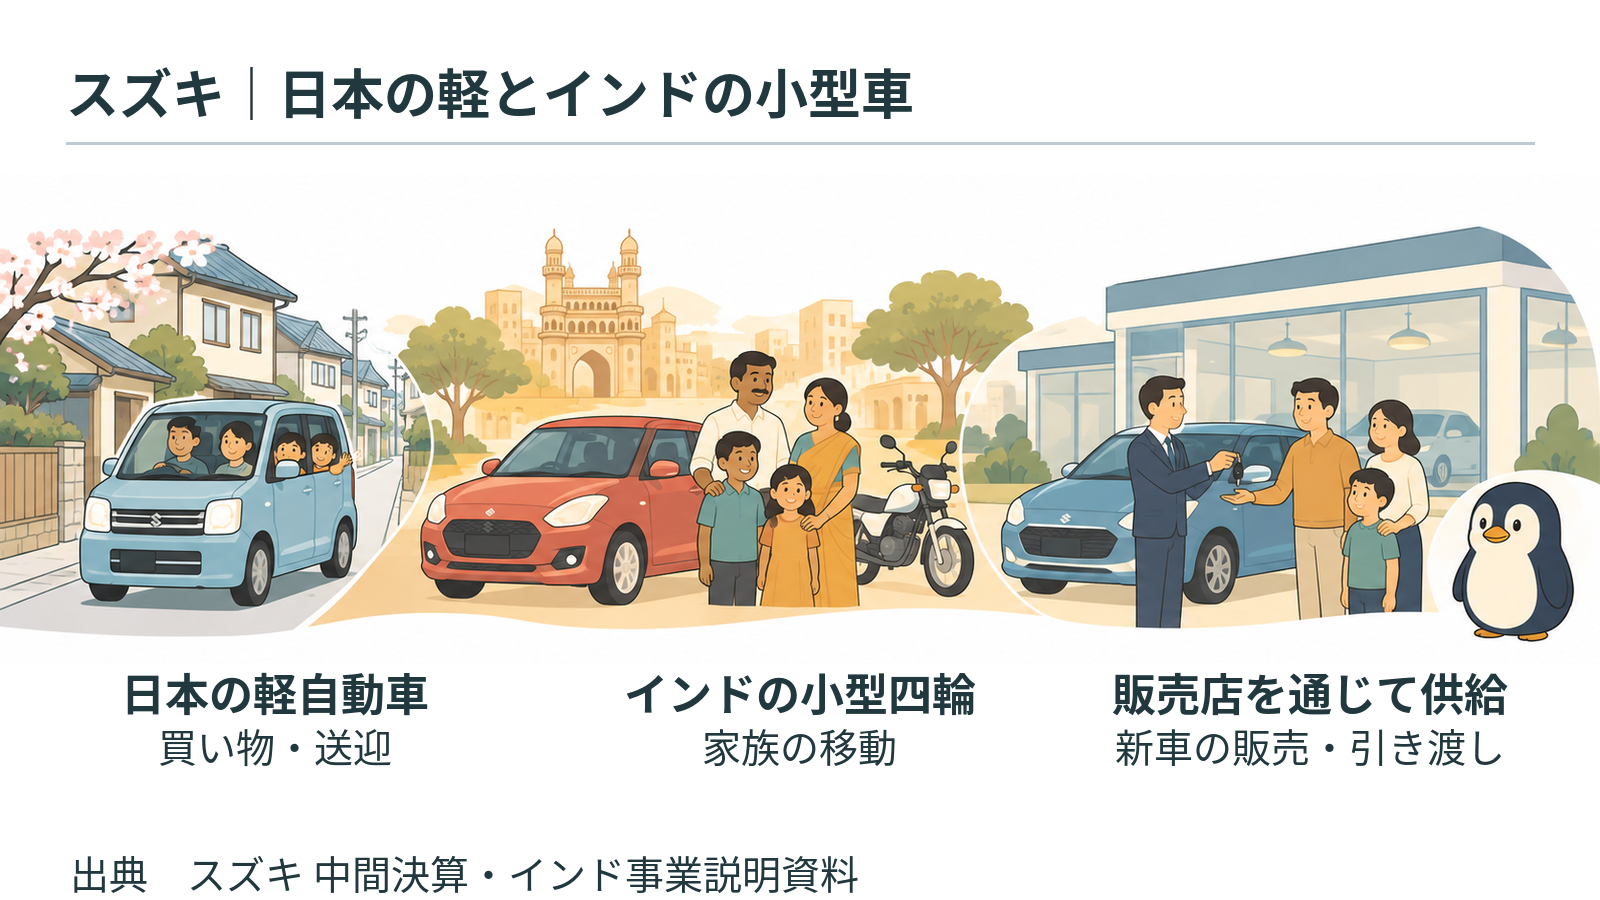 スズキ｜日本の軽とインドの小型車
日本の軽自動車
買い物・送迎
インドの小型四輪
家族の移動
販売店を通じて供給
新車の販売・引き渡し
出典　スズキ 中間決算・インド事業説明資料